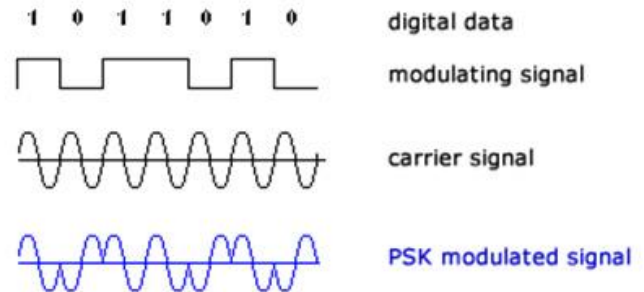 1 0 1 1 0 1 0 digital data
modulating signal
carrier signal
PSK modulated signal